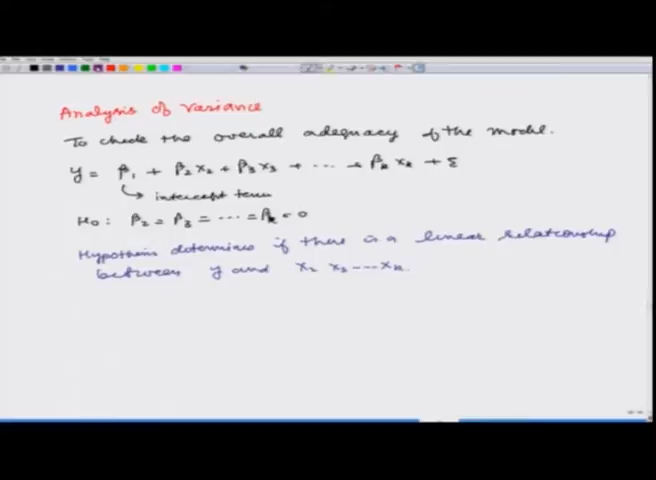 Analysis of variance
To check the overall adequacy of the model.
y = β₁ + β₂x₂ + β₃x₃ + ... + βₖxₖ + ε
↳ intercept term
H₀: β₂ = β₃ = ... = βₖ = 0
Hypothesis determines if there is a linear relationship
between y and x₂ x₃ ... xₖ.